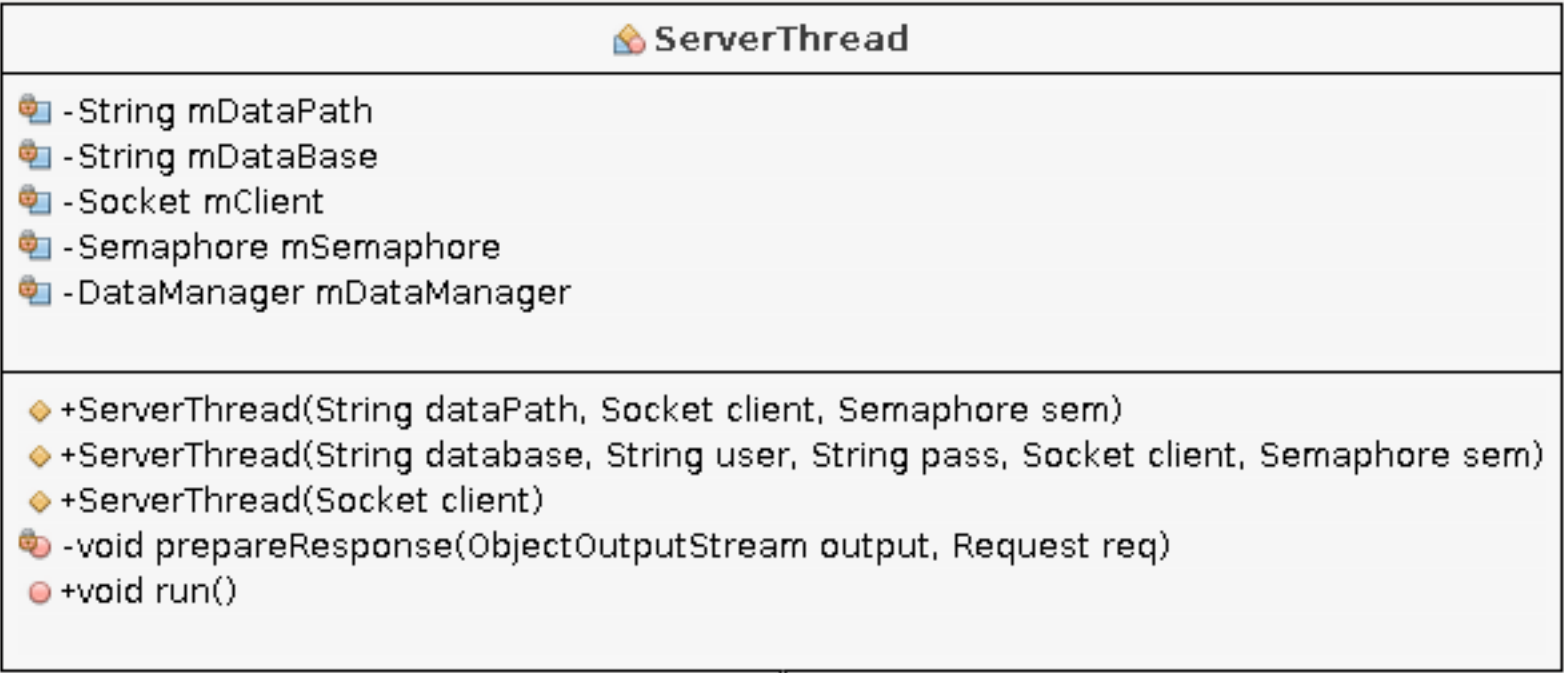 ServerThread
-String mDataPath
-String mDataBase
-Socket mClient
-Semaphore mSemaphore
-DataManager mDataManager
+ServerThread(String dataPath, Socket client, Semaphore sem)
+ServerThread(String database, String user, String pass, Socket client, Semaphore sem)
+ServerThread(Socket client)
-void prepareResponse(ObjectOutputStream output, Request req)
+void run()